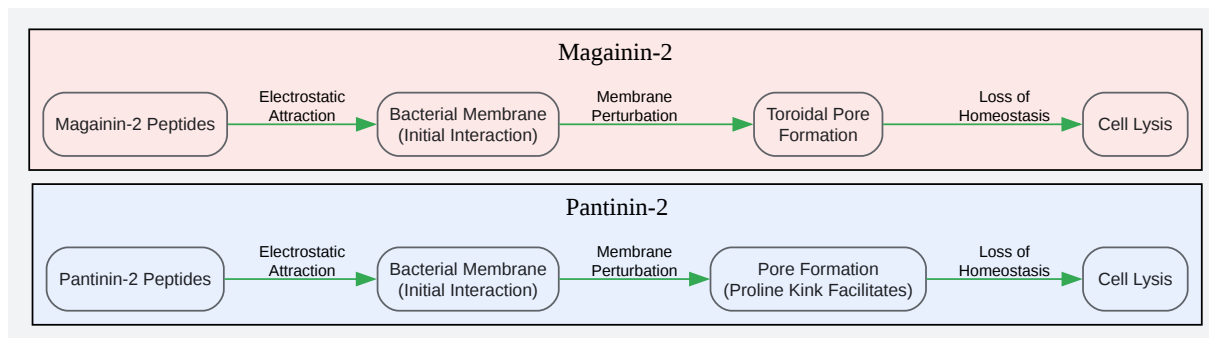 Magainin-2
Magainin-2 Peptides
Electrostatic
Attraction
Bacterial Membrane
(Initial Interaction)
Membrane
Perturbation
Toroidal Pore
Formation
Loss of
Homeostasis
Cell Lysis
Pantinin-2
Pantinin-2 Peptides
Electrostatic
Attraction
Bacterial Membrane
(Initial Interaction)
Membrane
Perturbation
Pore Formation
(Proline Kink Facilitates)
Loss of
Homeostasis
Cell Lysis